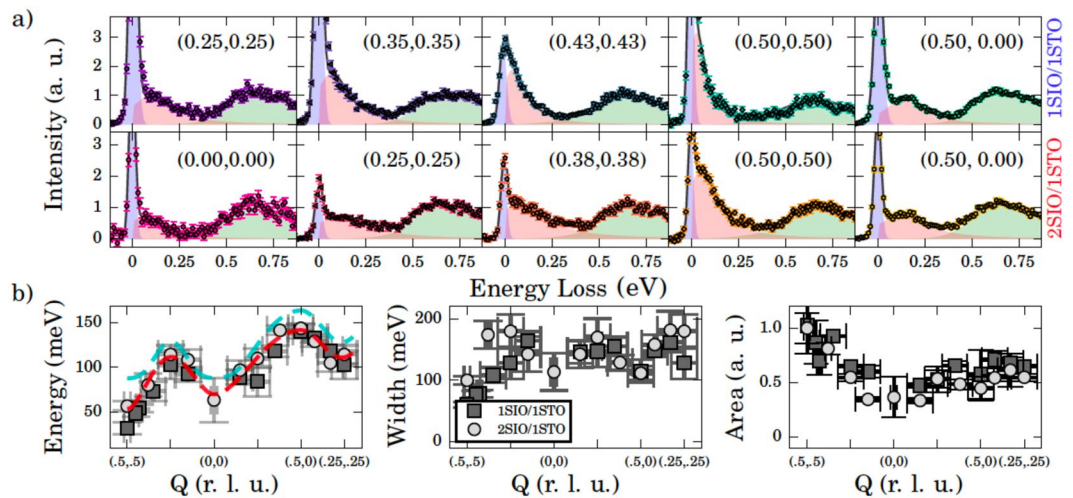 a)
Intensity (a. u.)
3
2
1
0
(0.25,0.25)
(0.35,0.35)
(0.43,0.43)
(0.50,0.50)
(0.50, 0.00)
1SIO/1STO
3
2
1
0
(0.00,0.00)
(0.25,0.25)
(0.38,0.38)
(0.50,0.50)
(0.50, 0.00)
2SIO/1STO
0 0.25 0.5 0.75 0 0.25 0.5 0.75 0 0.25 0.5 0.75 0 0.25 0.5 0.75 0 0.25 0.5 0.75
Energy Loss (eV)
b)
Energy (meV)
150
100
50
(.5,.5) (0,0) (.5,0) (.25,.25)
Q (r. l. u.)
Width (meV)
200
100
0
1SIO/1STO
2SIO/1STO
(.5,.5) (0,0) (.5,0) (.25,.25)
Q (r. l. u.)
Area (a. u.)
1.0
0.5
0
(.5,.5) (0,0) (.5,0) (.25,.25)
Q (r. l. u.)